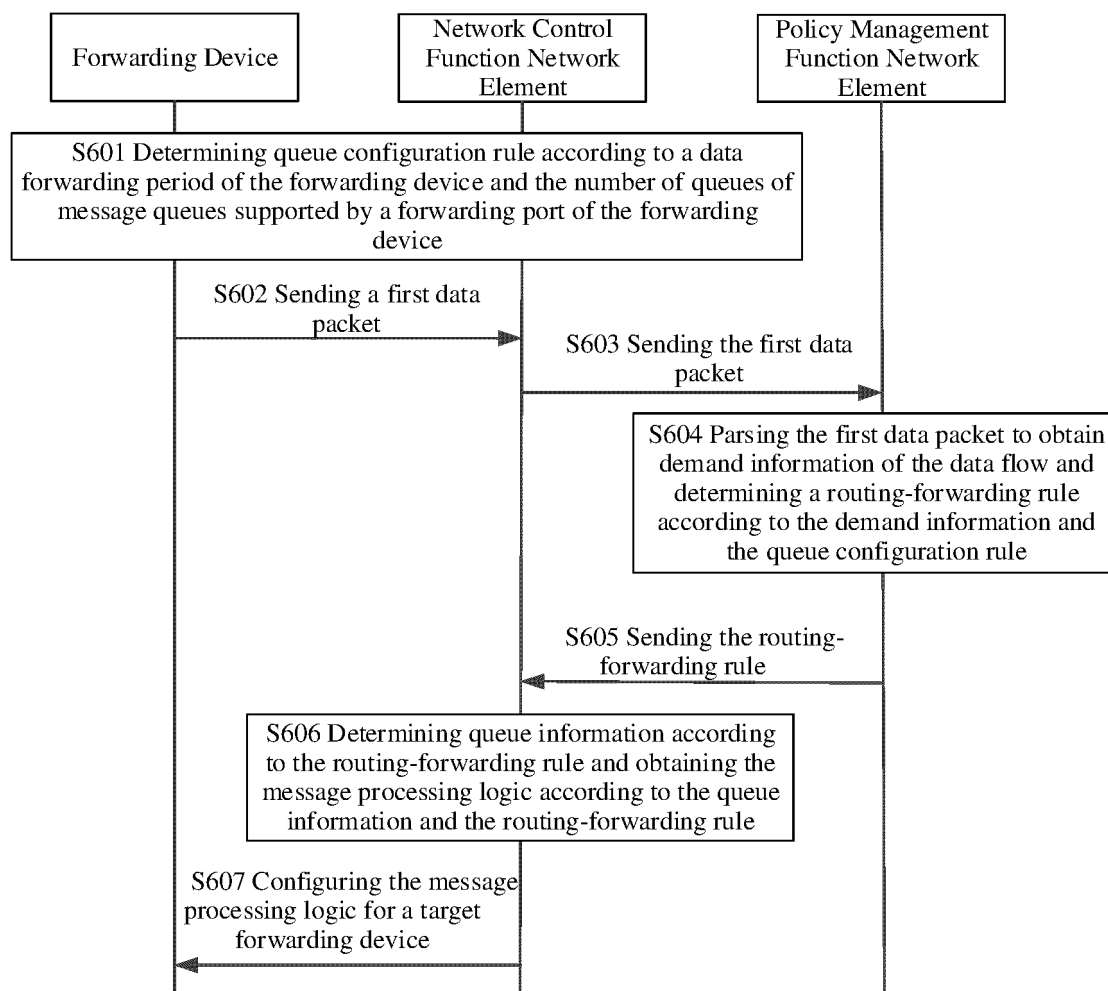 Forwarding Device
Network Control
Function Network
Element
Policy Management
Function Network
Element
S601 Determining queue configuration rule according to a data
forwarding period of the forwarding device and the number of queues of
message queues supported by a forwarding port of the forwarding
device
S602 Sending a first data
packet
S603 Sending the first data
packet
S604 Parsing the first data packet to obtain
demand information of the data flow and
determining a routing-forwarding rule
according to the demand information and
the queue configuration rule
S605 Sending the routing-
forwarding rule
S606 Determining queue information according
to the routing-forwarding rule and obtaining the
message processing logic according to the queue
information and the routing-forwarding rule
S607 Configuring the message
processing logic for a target
forwarding device